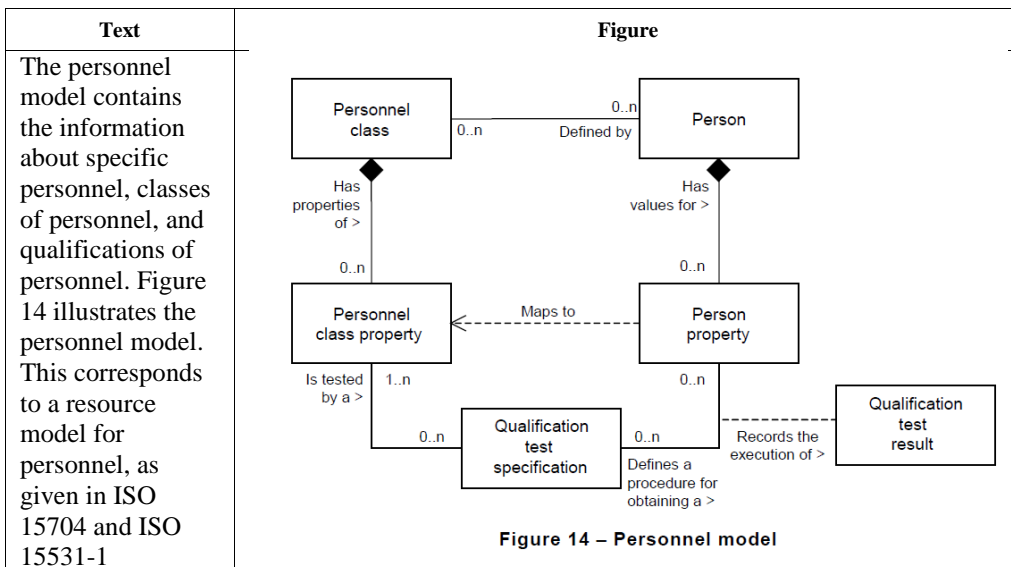 Text
Figure
The personnel
model contains
the information
about specific
personnel, classes
of personnel, and
qualifications of
personnel. Figure
14 illustrates the
personnel model.
This corresponds
to a resource
model for
personnel, as
given in ISO
15704 and ISO
15531-1
Personnel
class
0..n
0..n
Defined by
Person
Has
properties
of >
Has
values for >
0..n
0..n
Personnel
class property
Maps to
Person
property
Is tested
by a >
1..n
0..n
0..n
Qualification
test
specification
0..n
Defines a
procedure for
obtaining a >
Records the
execution of >
Qualification
test
result
Figure 14 – Personnel model